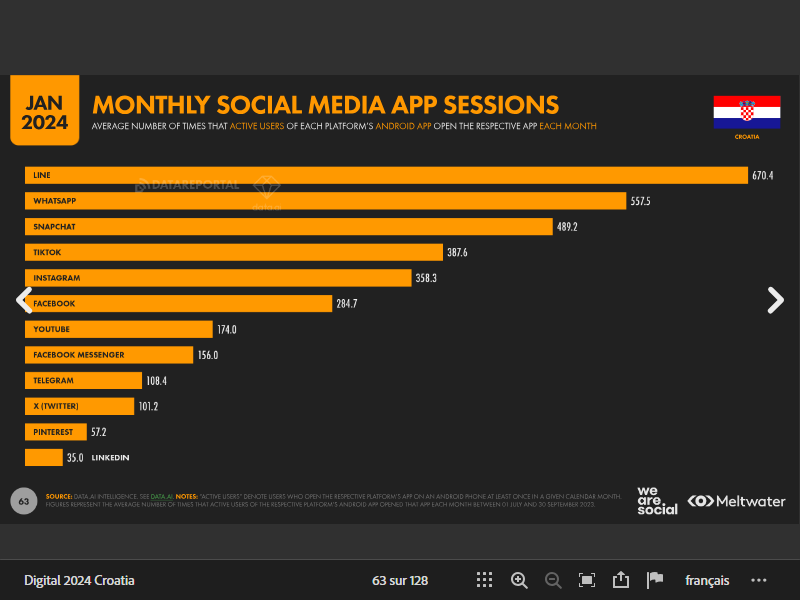 JAN
2024
MONTHLY SOCIAL MEDIA APP SESSIONS
AVERAGE NUMBER OF TIMES THAT ACTIVE USERS OF EACH PLATFORM'S ANDROID APP OPEN THE RESPECTIVE APP EACH MONTH
CROATIA
LINE 670.4
DATAREPORTAL
WHATSAPP 557.5
SNAPCHAT 489.2
TIKTOK 387.6
INSTAGRAM 358.3
FACEBOOK 284.7
YOUTUBE 174.0
FACEBOOK MESSENGER 156.0
TELEGRAM 108.4
X (TWITTER) 101.2
PINTEREST 57.2
35.0 LINKEDIN
63
SOURCE: DATA.AI INTELLIGENCE. SEE DATA.AI. NOTES: "ACTIVE USERS" DENOTE USERS WHO OPEN THE RESPECTIVE PLATFORM'S APP ON AN ANDROID PHONE AT LEAST ONCE IN A GIVEN CALENDAR MONTH.
FIGURES REPRESENT THE AVERAGE NUMBER OF TIMES THAT ACTIVE USERS OF THE RESPECTIVE PLATFORM'S ANDROID APP OPENED THAT APP EACH MONTH BETWEEN 01 JULY AND 30 SEPTEMBER 2023.
we
are
social
Meltwater
Digital 2024 Croatia
63 sur 128
français